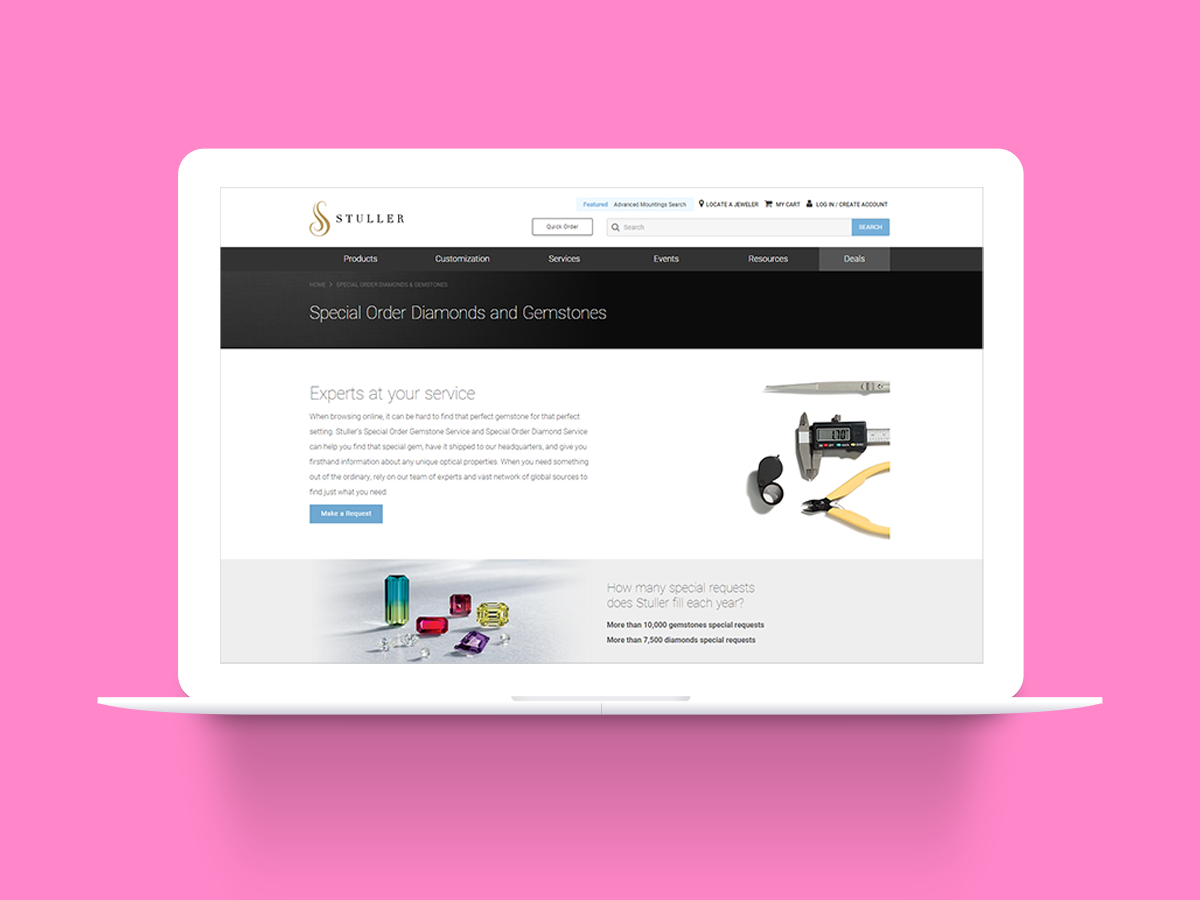 STULLER
Featured Advanced Mountings Search LOCATE A JEWELER MY CART LOG IN / CREATE ACCOUNT
Quick Order Search SEARCH
Products Customization Services Events Resources Deals
HOME > SPECIAL ORDER DIAMONDS & GEMSTONES
Special Order Diamonds and Gemstones
Experts at your service
When browsing online, it can be hard to find that perfect gemstone for that perfect
setting. Stuller's Special Order Gemstone Service and Special Order Diamond Service
can help you find that special gem, have it shipped to our headquarters, and give you
firsthand information about any unique optical properties. When you need something
out of the ordinary, rely on our team of experts and vast network of global sources to
find just what you need.
Make a Request
1.70
How many special requests
does Stuller fill each year?
More than 10,000 gemstones special requests
More than 7,500 diamonds special requests